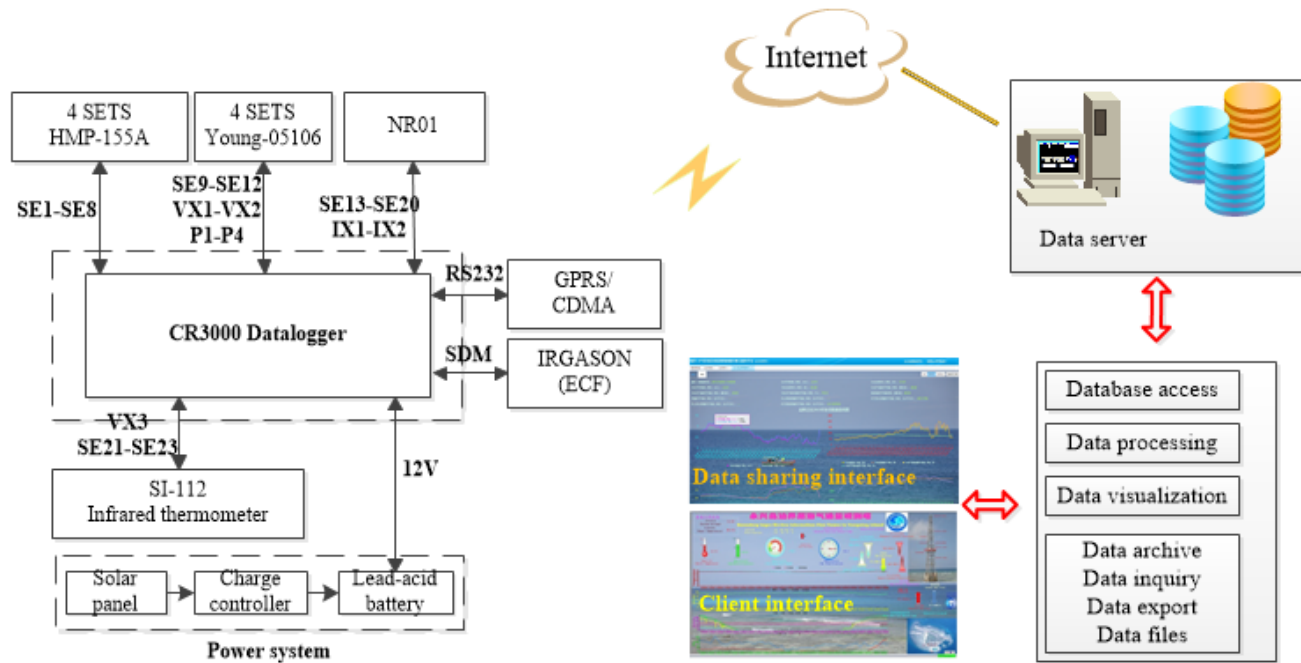 Internet
4 SETS
HMP-155A
4 SETS
Young-05106
NR01
SE1-SE8
SE9-SE12
VX1-VX2
P1-P4
SE13-SE20
IX1-IX2
CR3000 Datalogger
RS232
GPRS/
CDMA
SDM
IRGASON
(ECF)
VX3
SE21-SE23
12V
SI-112
Infrared thermometer
Solar
panel
Charge
controller
Lead-acid
battery
Power system
Data server
Data sharing interface
Client interface
Database access
Data processing
Data visualization
Data archive
Data inquiry
Data export
Data files